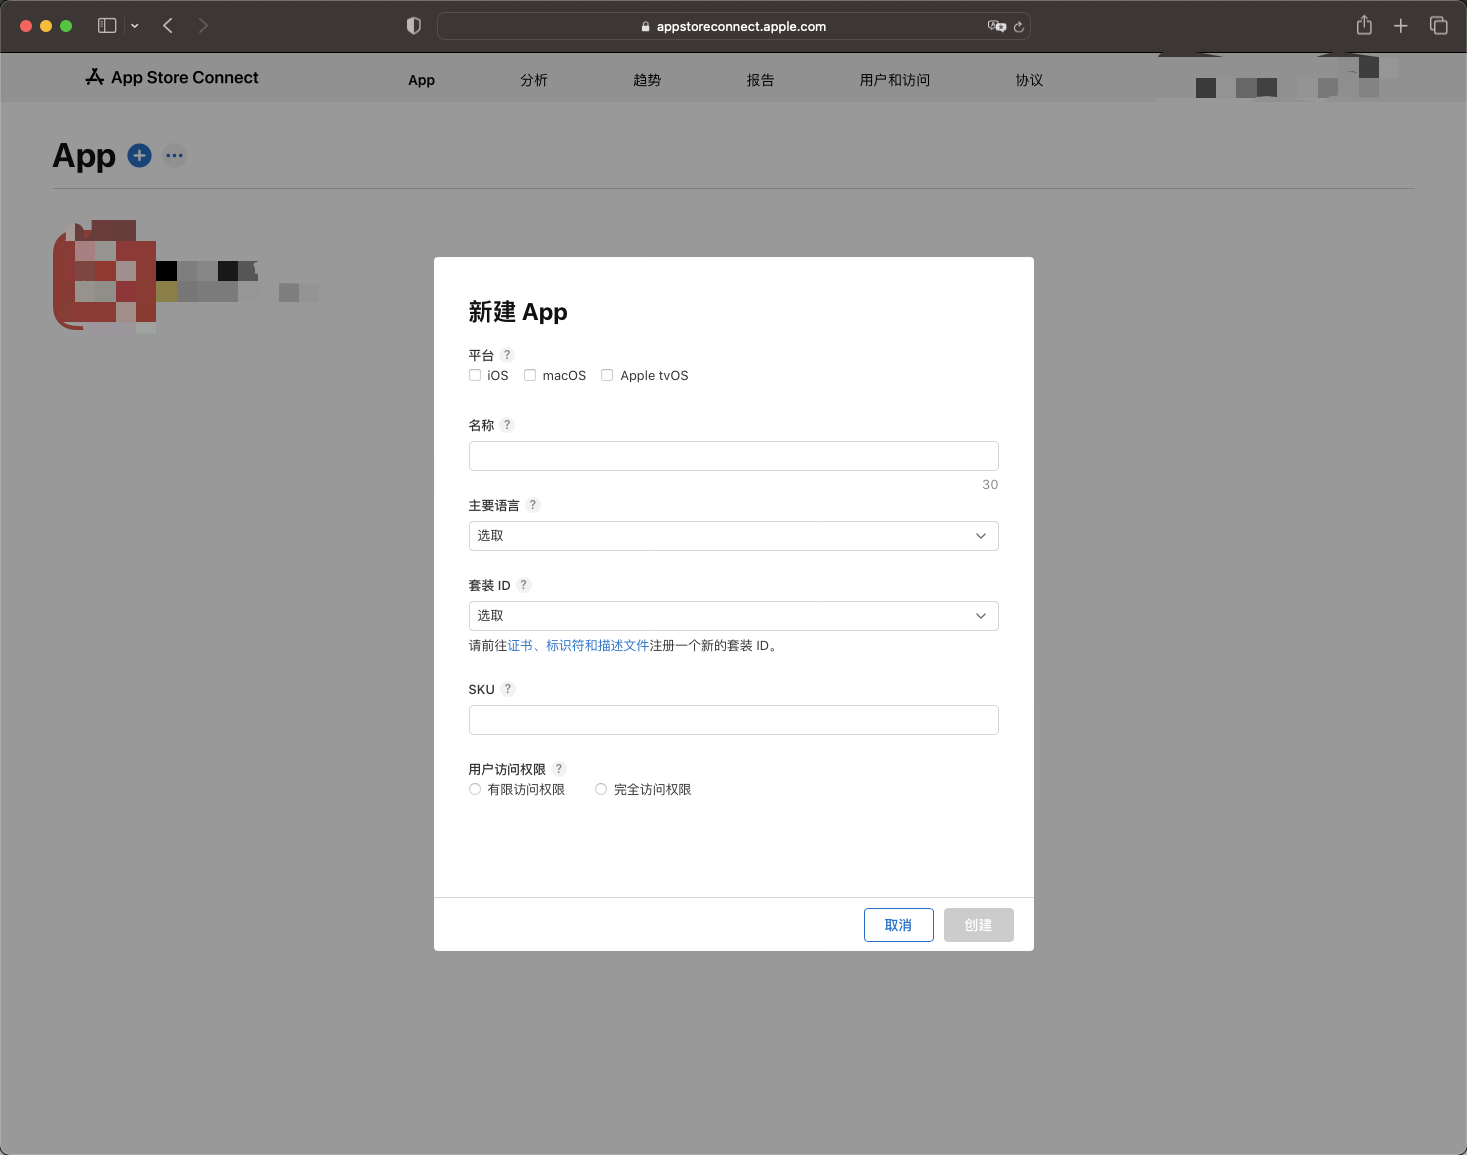 appstoreconnect.apple.com
App Store Connect
App
分析
趋势
报告
用户和访问
协议
App
新建 App
平台 ?
iOS macOS Apple tvOS
名称 ?
30
主要语言 ?
选取
套装 ID ?
选取
请前往证书、标识符和描述文件注册一个新的套装 ID。
SKU ?
用户访问权限 ?
有限访问权限 完全访问权限
取消 创建